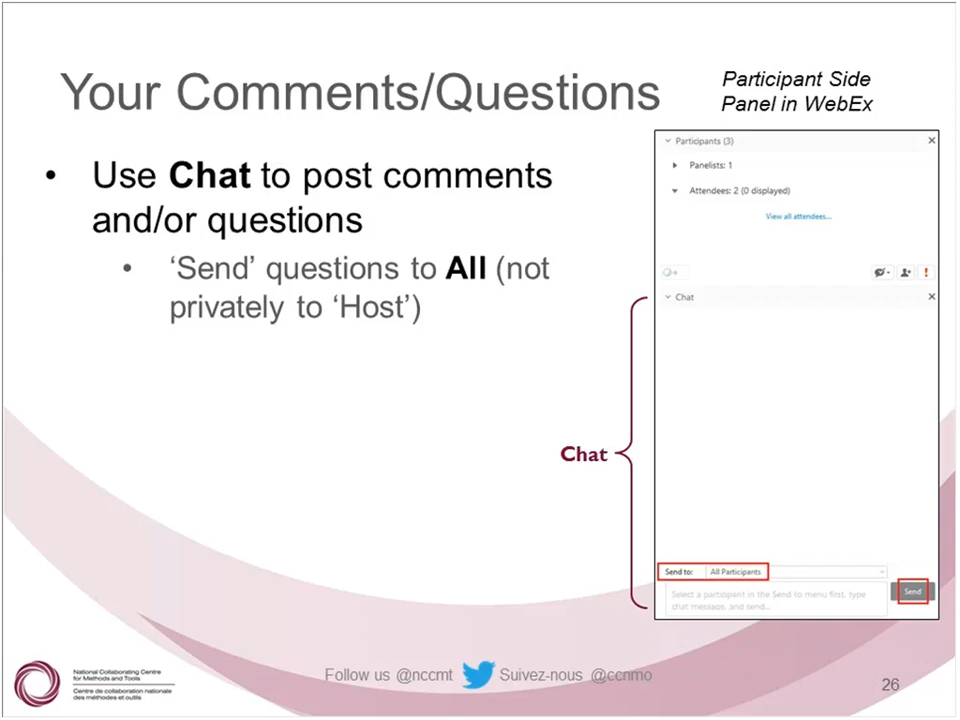 Your Comments/Questions
Participant Side
Panel in WebEx
• Use Chat to post comments
and/or questions
• ‘Send’ questions to All (not
privately to ‘Host’)
Participants (3)
Panelists: 1
Attendees: 2 (0 displayed)
View all attendees...
Chat
Chat
Send to: All Participants
Select a participant in the Send to menu first, type
chat message, and send...
Send
National Collaborating Centre
for Methods and Tools
Centre de collaboration nationale
des méthodes et outils
Follow us @nccmt Suivez-nous @ccnmo
26